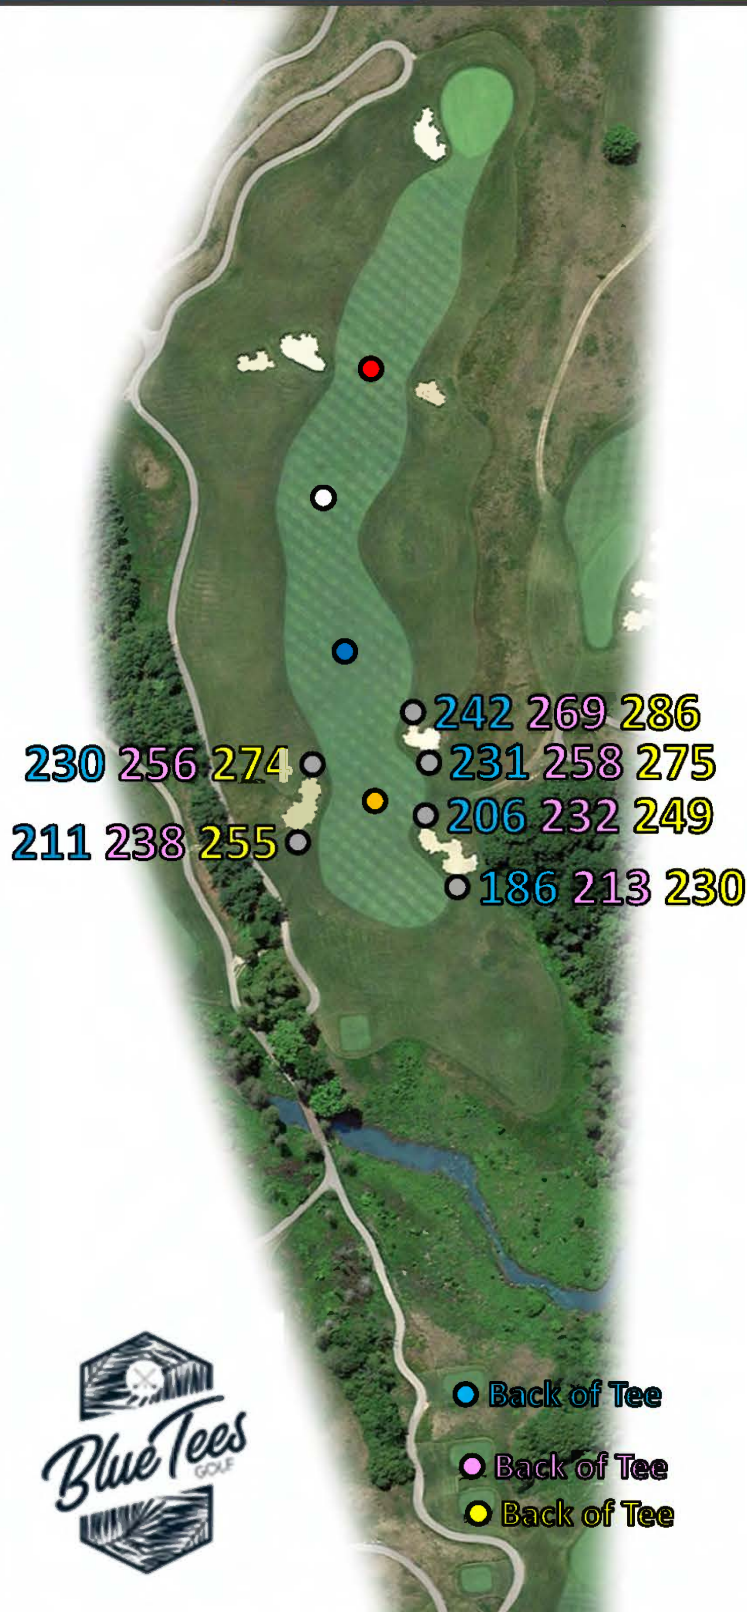 242 269 286
230 256 274
231 258 275
206 232 249
211 238 255
186 213 230
Back of Tee
Back of Tee
Back of Tee
Blue Tees
GOLF